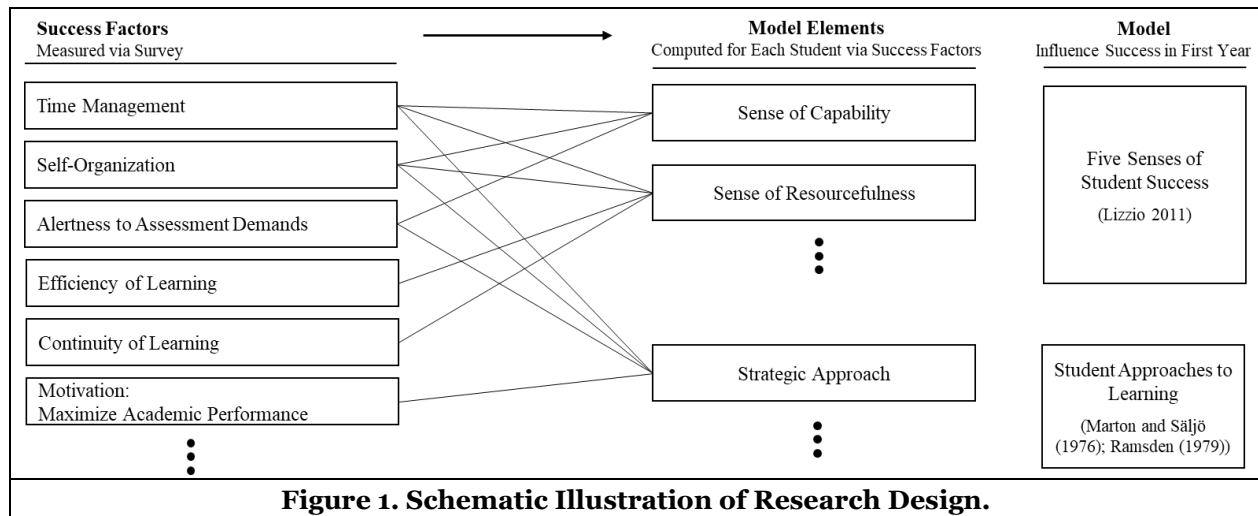 Success Factors
Measured via Survey
Model Elements
Computed for Each Student via Success Factors
Model
Influence Success in First Year
Time Management
Self-Organization
Alertness to Assessment Demands
Efficiency of Learning
Continuity of Learning
Motivation:
Maximize Academic Performance
Sense of Capability
Sense of Resourcefulness
Strategic Approach
Five Senses of
Student Success
(Lizzio 2011)
Student Approaches to
Learning
(Marton and Säljö
(1976); Ramsden (1979))
Figure 1. Schematic Illustration of Research Design.